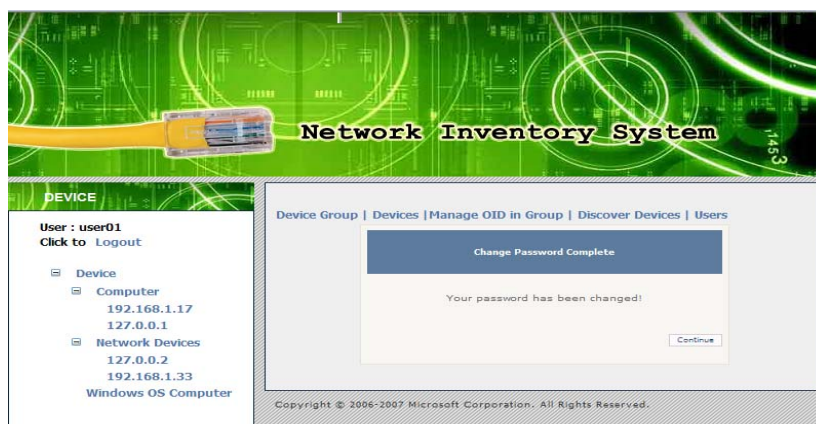 Network Inventory System
1453
DEVICE
User : user01
Click to Logout
Device
Computer
192.168.1.17
127.0.0.1
Network Devices
127.0.0.2
192.168.1.33
Windows OS Computer
Device Group | Devices |Manage OID in Group | Discover Devices | Users
Change Password Complete
Your password has been changed!
Continue
Copyright © 2006-2007 Microsoft Corporation. All Rights Reserved.